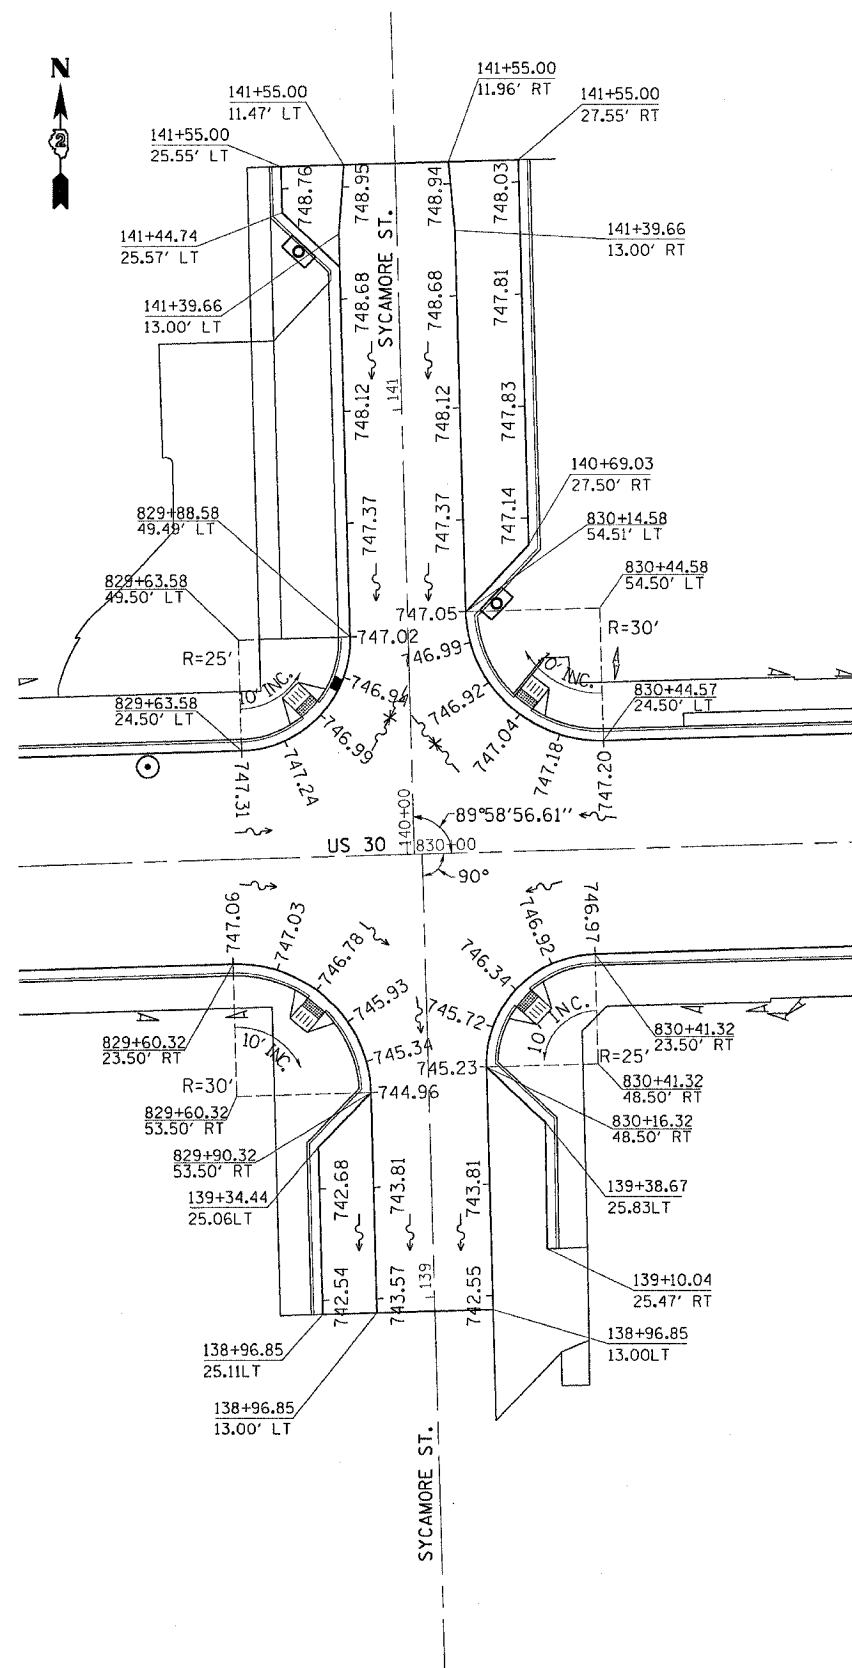 N
2
141+55.00
11.96' RT
141+55.00
11.47' LT
141+55.00
27.55' RT
141+55.00
25.55' LT
748.76
748.95
748.94
748.03
SYCAMORE ST.
141+44.74
25.57' LT
141+39.66
13.00' RT
141+39.66
13.00' LT
748.68
748.68
747.81
141
748.12
748.12
747.83
140+69.03
27.50' RT
829+88.58
49.49' LT
747.37
747.37
747.14
830+14.58
54.51' LT
829+63.58
49.50' LT
830+44.58
54.50' LT
747.05
R=30'
747.02
R=25'
746.99
10' INC.
10' INC.
829+63.58
24.50' LT
746.94
746.92
830+44.57
24.50' LT
746.99
747.04
747.24
747.18
747.31
747.20
140+00
89°58'56.61''
US 30
830+00
90°
747.06
747.03
746.78
746.97
746.92
746.34
745.93
745.72
829+60.32
23.50' RT
10' INC.
745.34
10' INC.
830+41.32
23.50' RT
745.23
R=25'
R=30'
744.96
830+41.32
48.50' RT
829+60.32
53.50' RT
830+16.32
48.50' RT
829+90.32
53.50' RT
742.68
743.81
743.81
139+34.44
25.06LT
139+38.67
25.83LT
139
742.54
743.57
742.55
139+10.04
25.47' RT
138+96.85
25.11LT
138+96.85
13.00LT
138+96.85
13.00' LT
SYCAMORE ST.